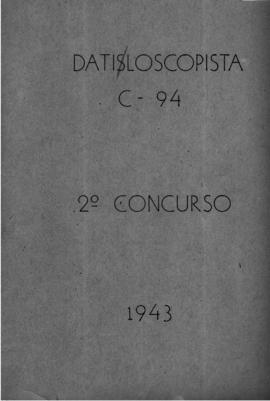 DATISLOSCOPISTA
C - 94
2º CONCURSO
1943